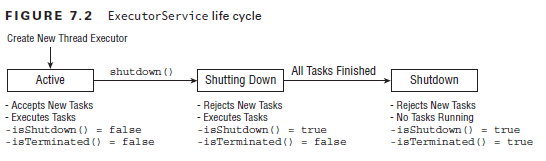 FIGURE 7.2 ExecutorService life cycle
Create New Thread Executor
Active
shutdown()
Shutting Down
All Tasks Finished
Shutdown
- Accepts New Tasks
- Executes Tasks
-isShutdown() = false
-isTerminated() = false
- Rejects New Tasks
- Executes Tasks
-isShutdown() = true
-isTerminated() = false
- Rejects New Tasks
- No Tasks Running
-isShutdown() = true
-isTerminated() = true